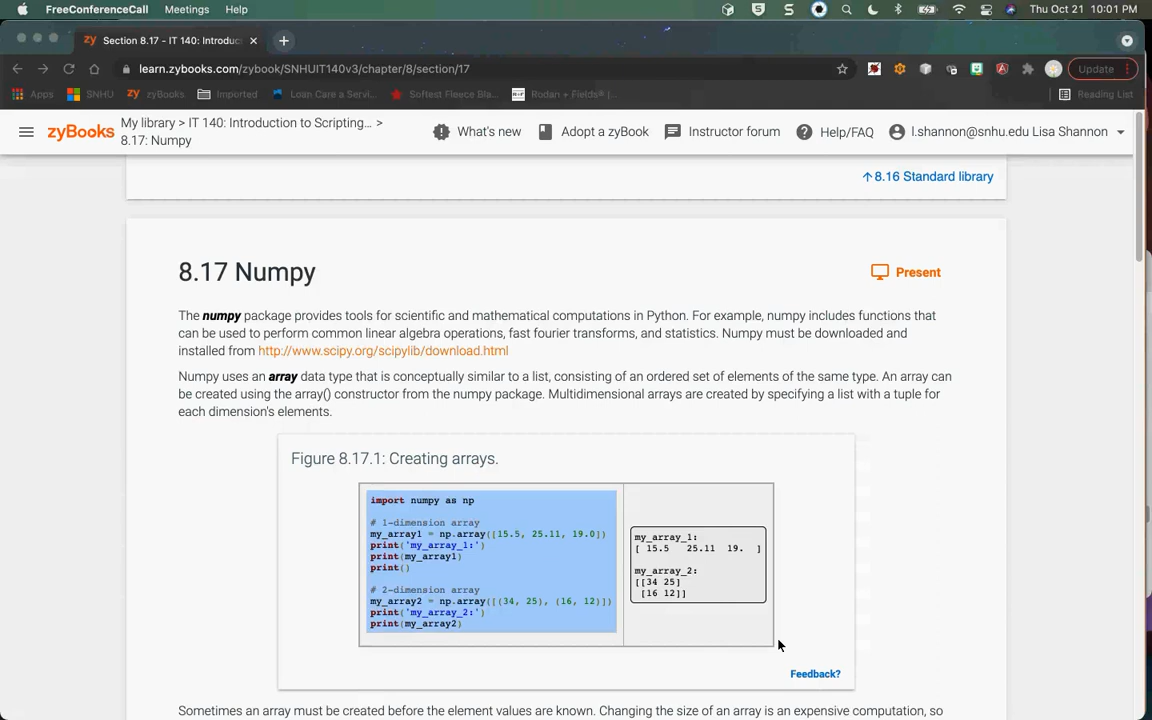 FreeConferenceCall Meetings Help Thu Oct 21 10:01 PM
zy Section 8.17 - IT 140: Introduc
learn.zybooks.com/zybook/SNHUIT140v3/chapter/8/section/17 Update
Apps SNHU zy zyBooks Imported Loan Care a Servi... Softest Fleece Bla... R+F Rodan + Fields® |... Reading List
zyBooks My library > IT 140: Introduction to Scripting... > What's new Adopt a zyBook Instructor forum Help/FAQ l.shannon@snhu.edu Lisa Shannon
8.17: Numpy
8.16 Standard library
8.17 Numpy Present
The numpy package provides tools for scientific and mathematical computations in Python. For example, numpy includes functions that
can be used to perform common linear algebra operations, fast fourier transforms, and statistics. Numpy must be downloaded and
installed from http://www.scipy.org/scipylib/download.html
Numpy uses an array data type that is conceptually similar to a list, consisting of an ordered set of elements of the same type. An array can
be created using the array() constructor from the numpy package. Multidimensional arrays are created by specifying a list with a tuple for
each dimension's elements.
Figure 8.17.1: Creating arrays.
import numpy as np
# 1-dimension array
my_array1 = np.array([15.5, 25.11, 19.0])
print('my_array_1:')
print(my_array1)
print()
# 2-dimension array
my_array2 = np.array([(34, 25), (16, 12)])
print('my_array_2:')
print(my_array2)
my_array_1:
[ 15.5 25.11 19. ]
my_array_2:
[[34 25]
[16 12]]
Feedback?
Sometimes an array must be created before the element values are known. Changing the size of an array is an expensive computation, so